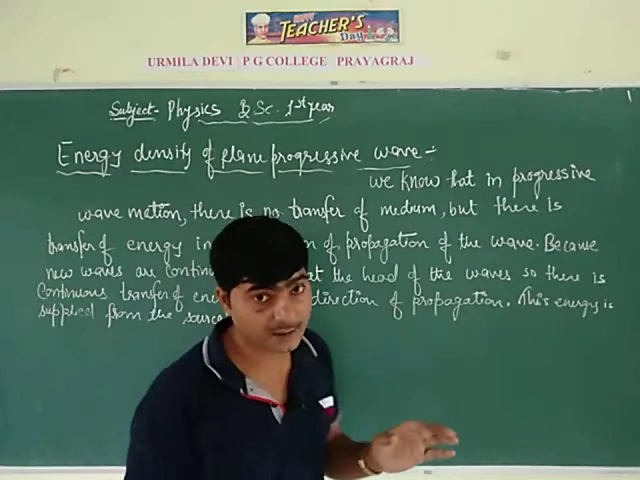 HAPPY
TEACHER'S
Day
URMILA DEVI P G COLLEGE PRAYAGRAJ
Subject- Physics B.Sc. 1st year
Energy density of plane progressive wave :-
we know that in progressive
wave motion, there is no transfer of medium, but there is
transfer of energy in of propagation of the wave. Because
new waves are at the head of the waves so there is
Continuous transfer of direction of propagation. This energy is
supplied from the source